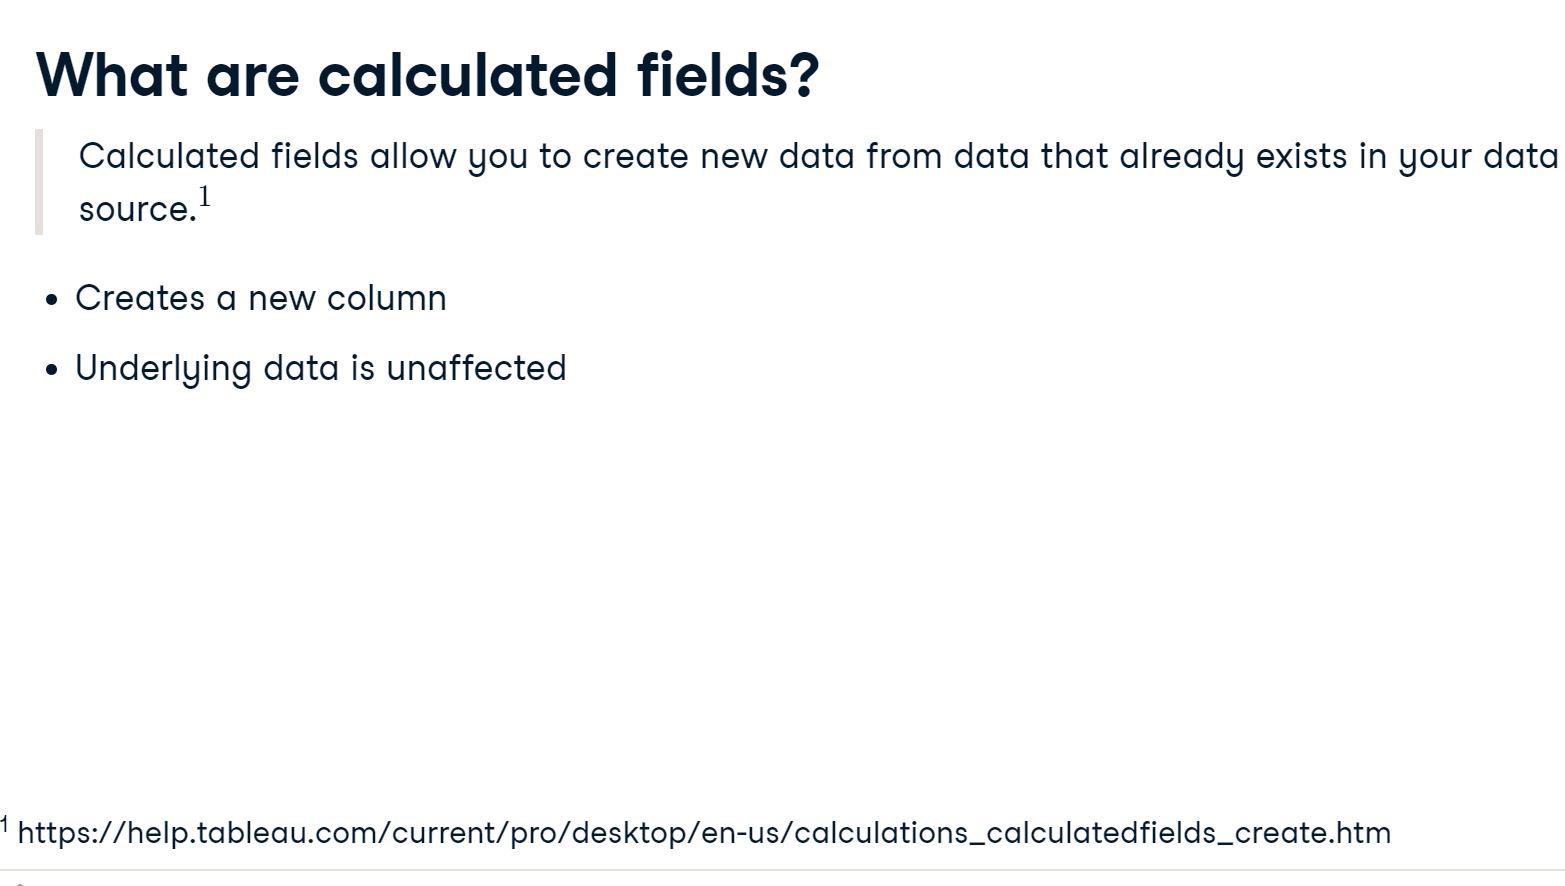 What are calculated fields?
Calculated fields allow you to create new data from data that already exists in your data
source.1
• Creates a new column
• Underlying data is unaffected
1 https://help.tableau.com/current/pro/desktop/en-us/calculations_calculatedfields_create.htm